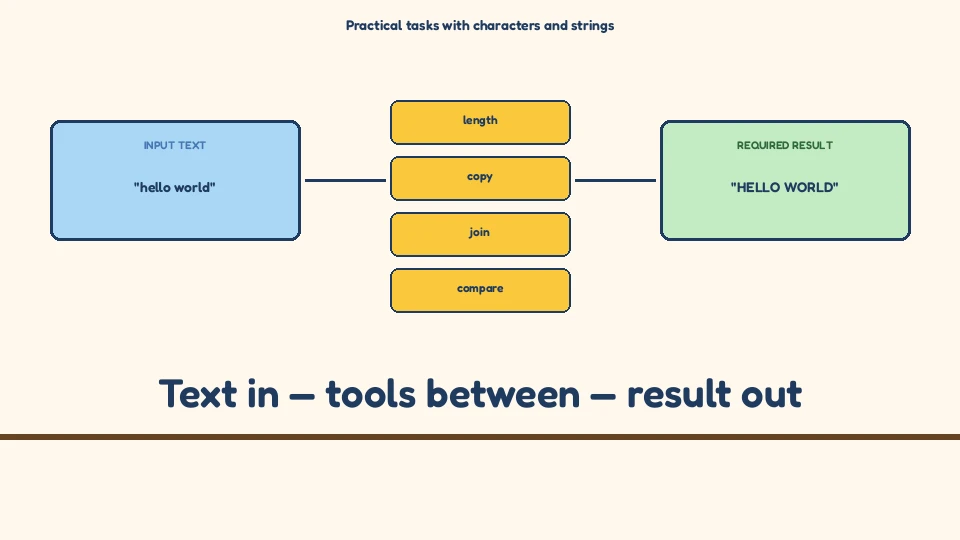 Practical tasks with characters and strings
INPUT TEXT
"hello world"
length
copy
join
compare
REQUIRED RESULT
"HELLO WORLD"
Text in — tools between — result out